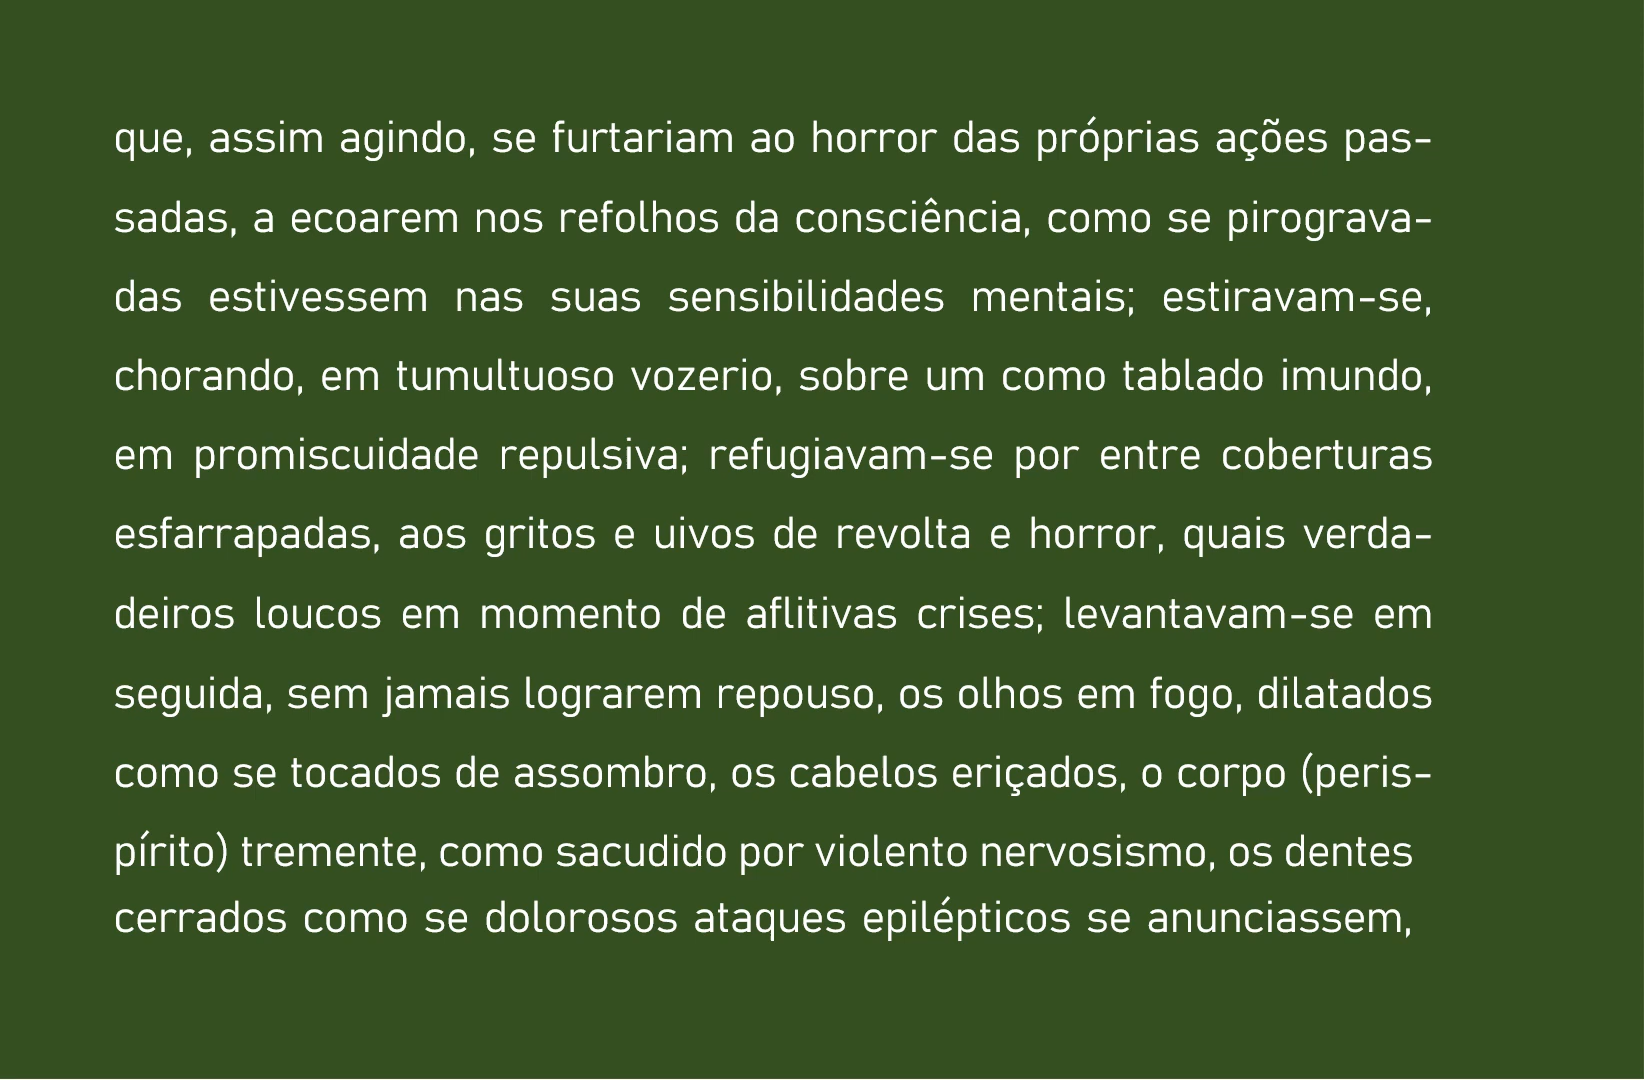 que, assim agindo, se furtariam ao horror das próprias ações pas-
sadas, a ecoarem nos refolhos da consciência, como se pirograva-
das estivessem nas suas sensibilidades mentais; estiravam-se,
chorando, em tumultuoso vozerio, sobre um como tablado imundo,
em promiscuidade repulsiva; refugiavam-se por entre coberturas
esfarrapadas, aos gritos e uivos de revolta e horror, quais verda-
deiros loucos em momento de aflitivas crises; levantavam-se em
seguida, sem jamais lograrem repouso, os olhos em fogo, dilatados
como se tocados de assombro, os cabelos eriçados, o corpo (peris-
pírito) tremente, como sacudido por violento nervosismo, os dentes
cerrados como se dolorosos ataques epilépticos se anunciassem,